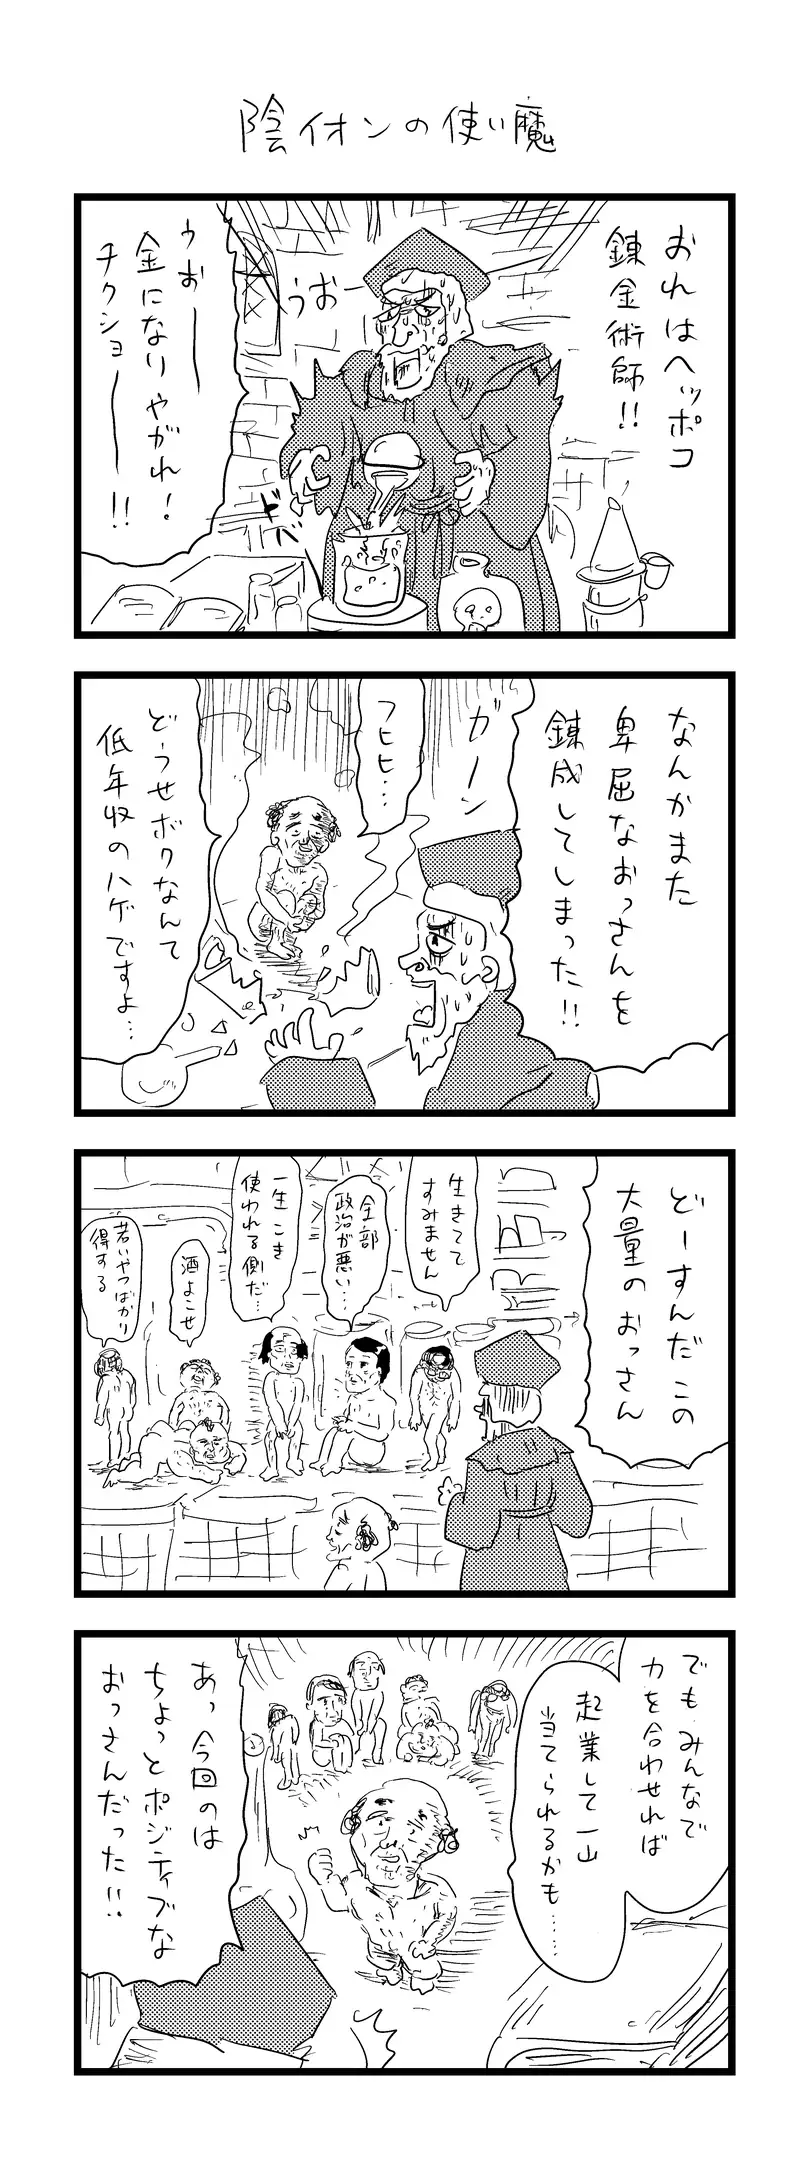 陰イオンの使い魔
おれはヘッポコ
錬金術師!!
うおー
ドバ
うおー
金になりやがれ!
チクショー!!
なんかまた
卑屈なおっさんを
錬成してしまった!!
ガーン
フヒヒ…
どうせボクなんて
低年収のハゲですよ…
どーすんだこの
大量のおっさん
生きてて
すみません
全部
政治が悪い…
一生こき
使われる側だ…
酒よこせ
若いやつばかり
得する
でもみんなで
力を合わせれば
起業して一山
当てられるかも……
あっ今回のは
ちょっとポジティブな
おっさんだった!!